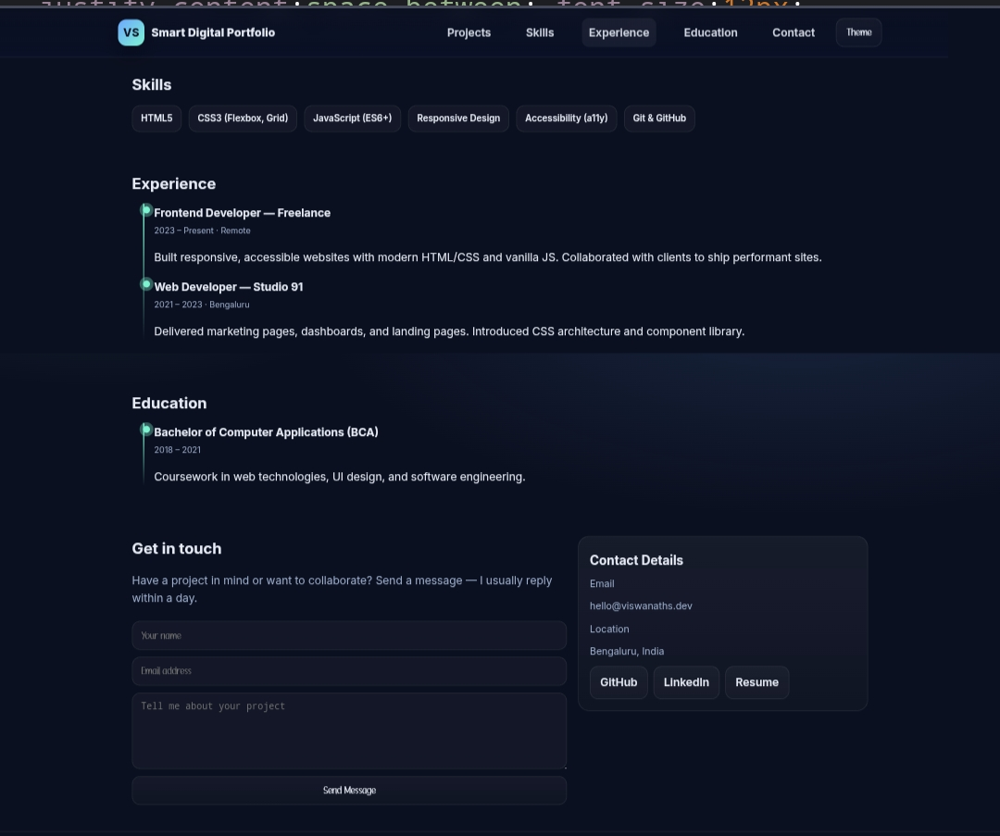 justify-content:space-between; font-size:13px;
VS Smart Digital Portfolio Projects Skills Experience Education Contact Theme
Skills
HTML5 CSS3 (Flexbox, Grid) JavaScript (ES6+) Responsive Design Accessibility (a11y) Git & GitHub
Experience
Frontend Developer — Freelance
2023 – Present · Remote
Built responsive, accessible websites with modern HTML/CSS and vanilla JS. Collaborated with clients to ship performant sites.
Web Developer — Studio 91
2021 – 2023 · Bengaluru
Delivered marketing pages, dashboards, and landing pages. Introduced CSS architecture and component library.
Education
Bachelor of Computer Applications (BCA)
2018 – 2021
Coursework in web technologies, UI design, and software engineering.
Get in touch
Have a project in mind or want to collaborate? Send a message — I usually reply
within a day.
Your name
Email address
Tell me about your project
Send Message
Contact Details
Email
hello@viswanaths.dev
Location
Bengaluru, India
GitHub LinkedIn Resume